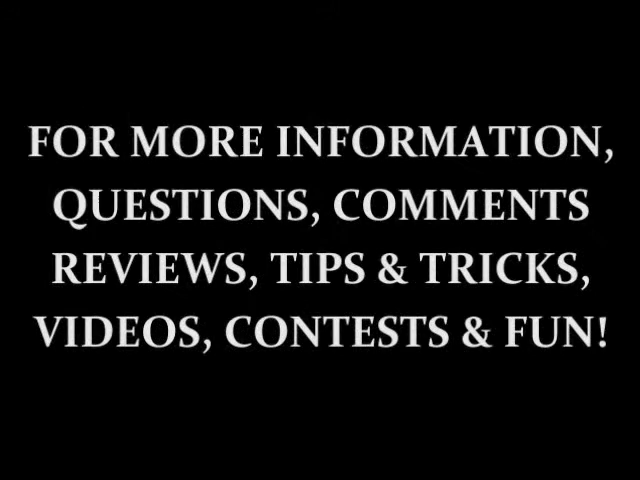 FOR MORE INFORMATION,
QUESTIONS, COMMENTS
REVIEWS, TIPS & TRICKS,
VIDEOS, CONTESTS & FUN!